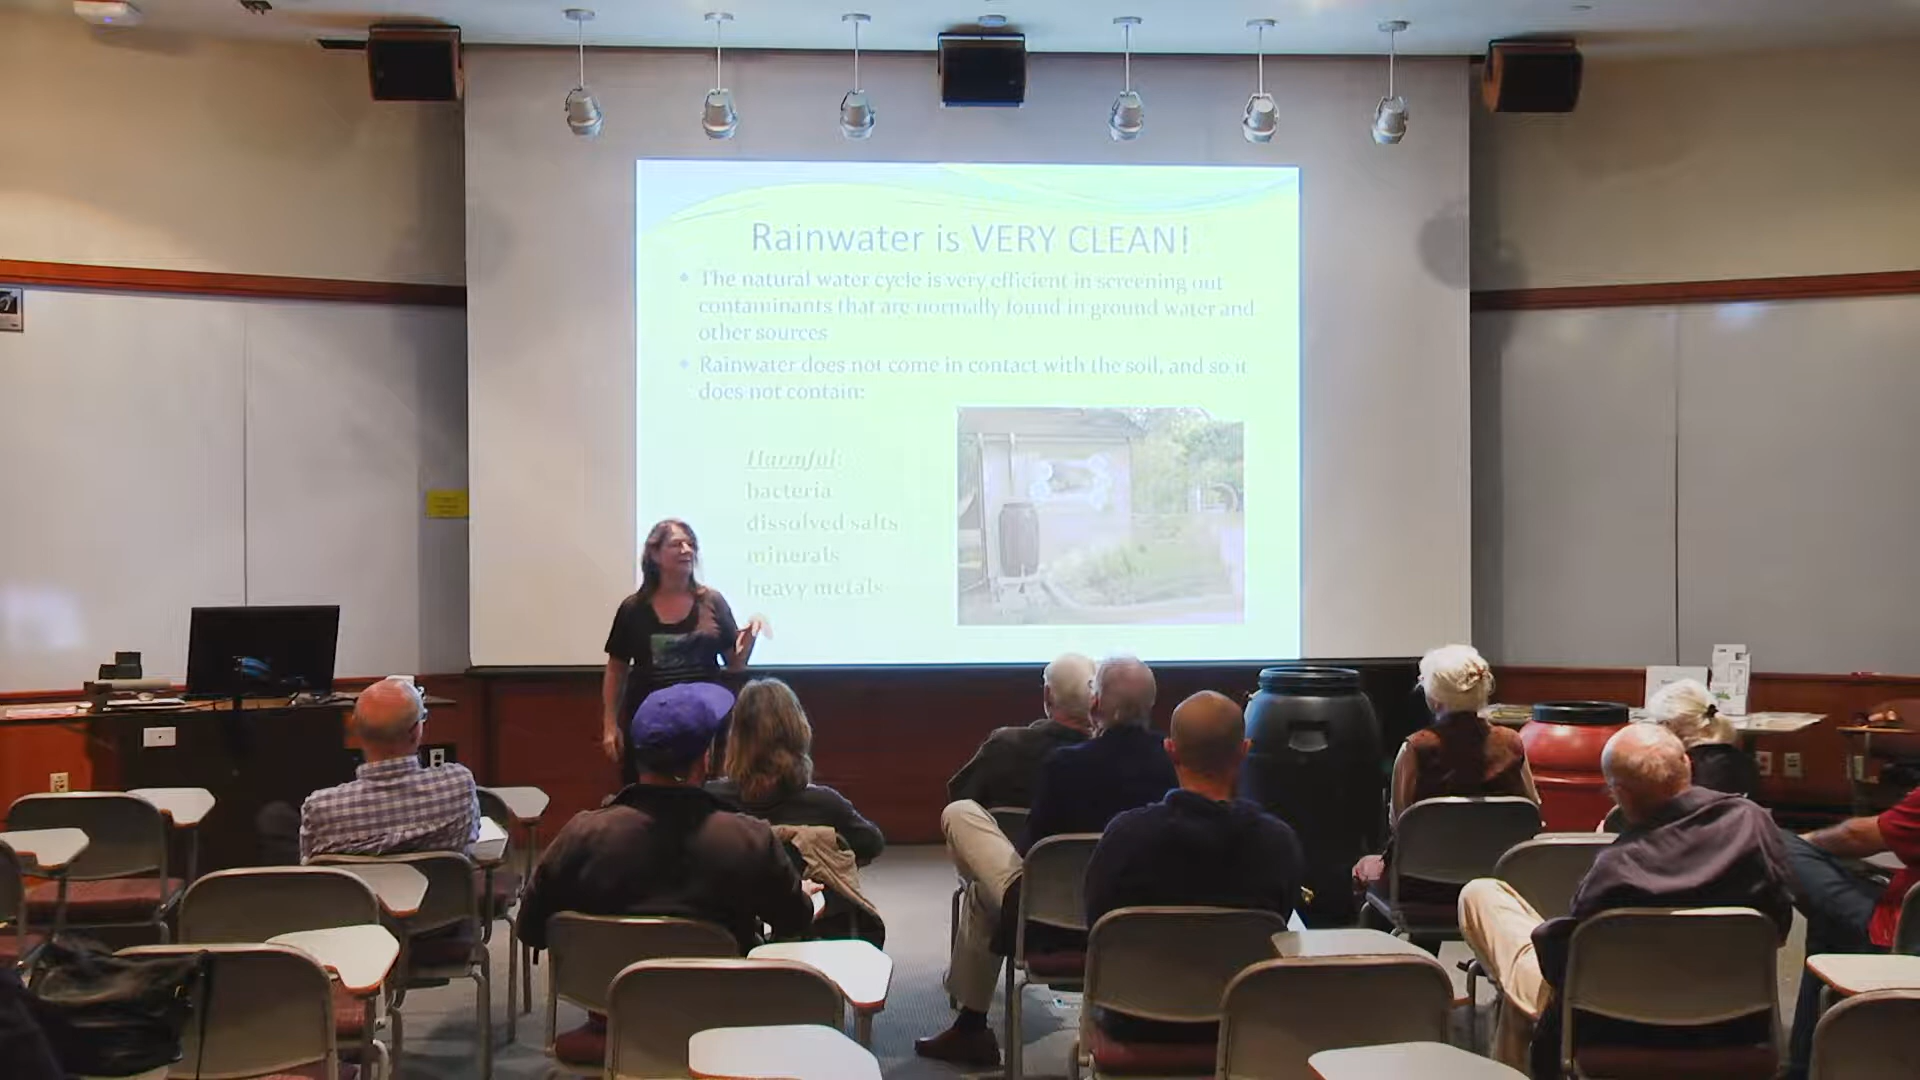 Rainwater is VERY CLEAN!
The natural water cycle is very efficient in screening out
contaminants that are normally found in ground water and
other sources
Rainwater does not come in contact with the soil, and so it
does not contain:
Harmful:
bacteria
dissolved salts
minerals
heavy metals